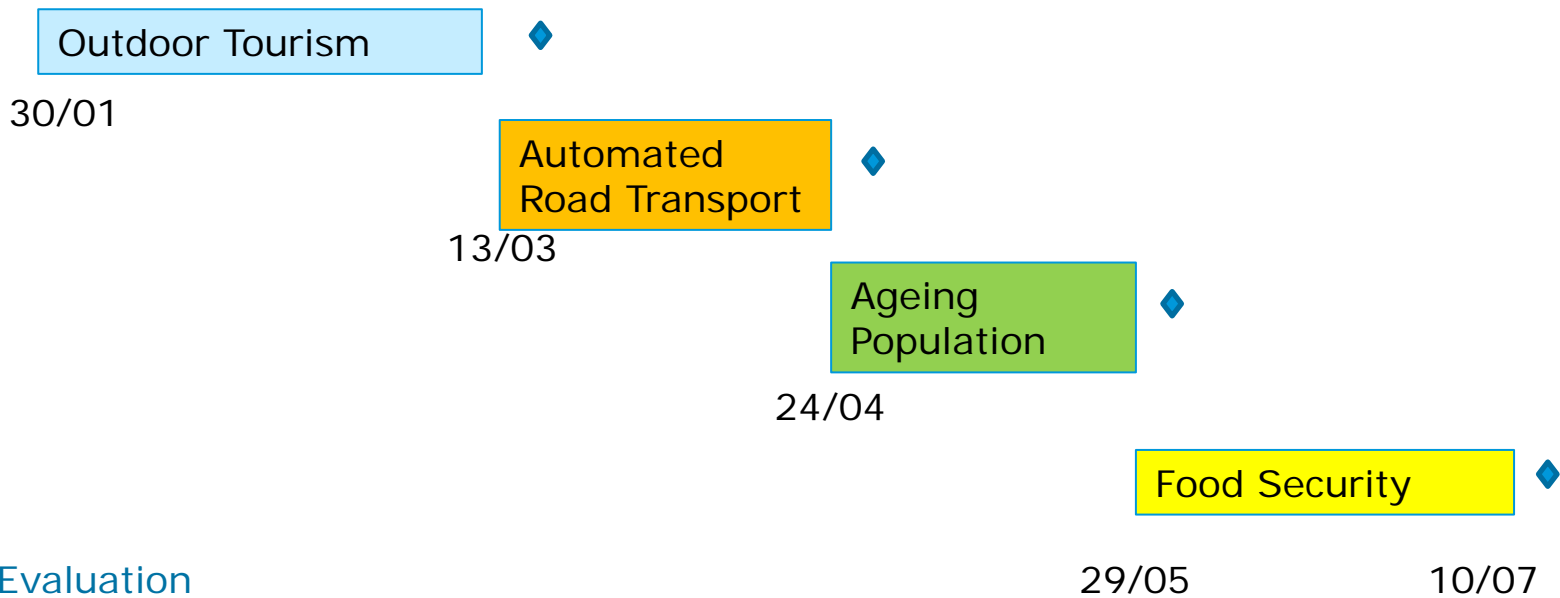 Outdoor Tourism
30/01
Automated
Road Transport
13/03
Ageing
Population
24/04
Food Security
Evaluation
29/05
10/07